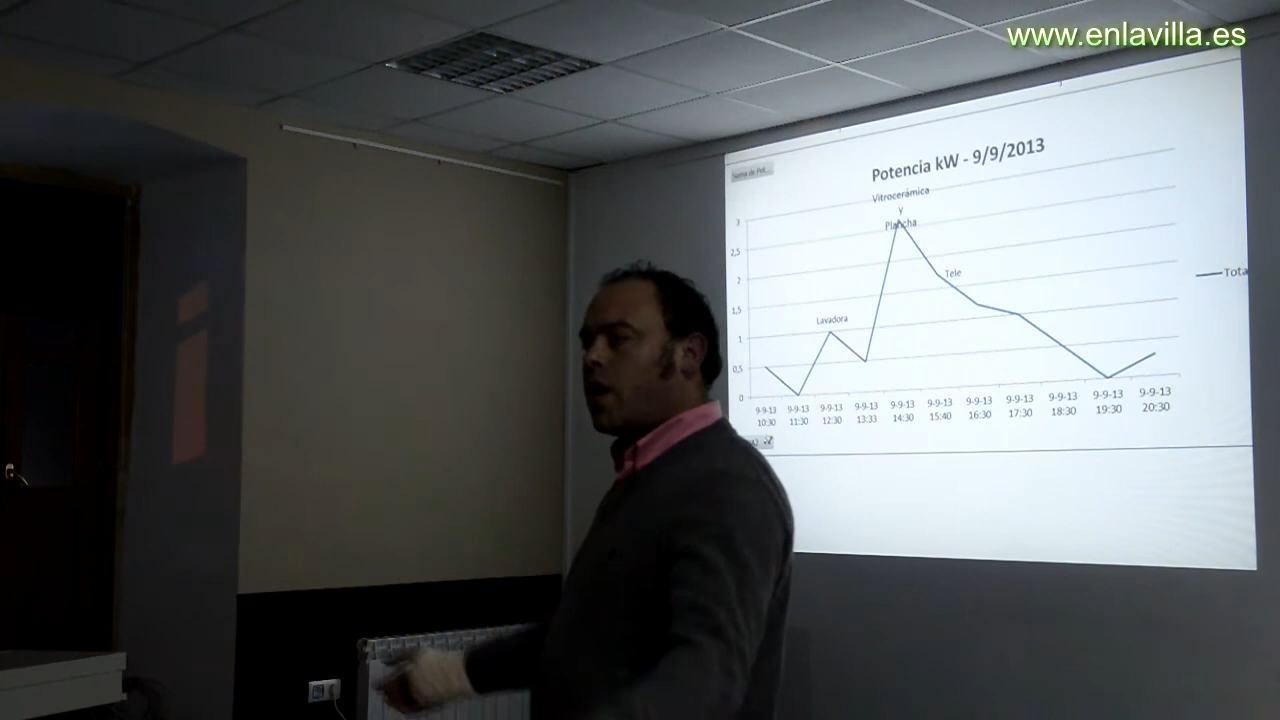 www.enlavilla.es
Potencia kW - 9/9/2013
Suma de Pot...
Vitrocerámica
y
Plancha
Tele
Lavadora
Tota
3
2,5
2
1,5
1
0,5
0
9-9-13 9-9-13 9-9-13 9-9-13 9-9-13 9-9-13 9-9-13 9-9-13 9-9-13 9-9-13 9-9-13
10:30 11:30 12:30 13:33 14:30 15:40 16:30 17:30 18:30 19:30 20:30